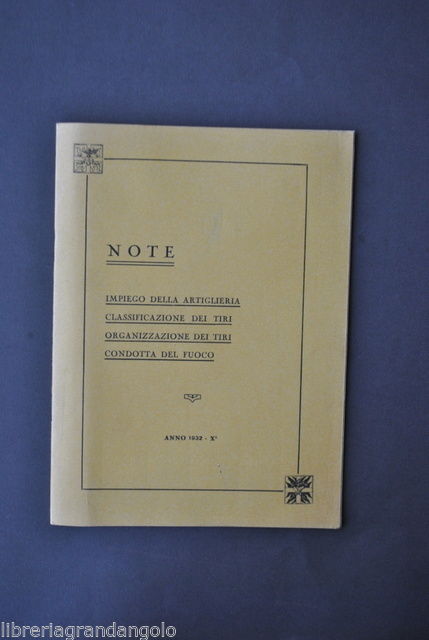 NOTE
IMPIEGO DELLA ARTIGLIERIA
CLASSIFICAZIONE DEI TIRI
ORGANIZZAZIONE DEI TIRI
CONDOTTA DEL FUOCO
ANNO 1932 - X°
libreriagrandangolo